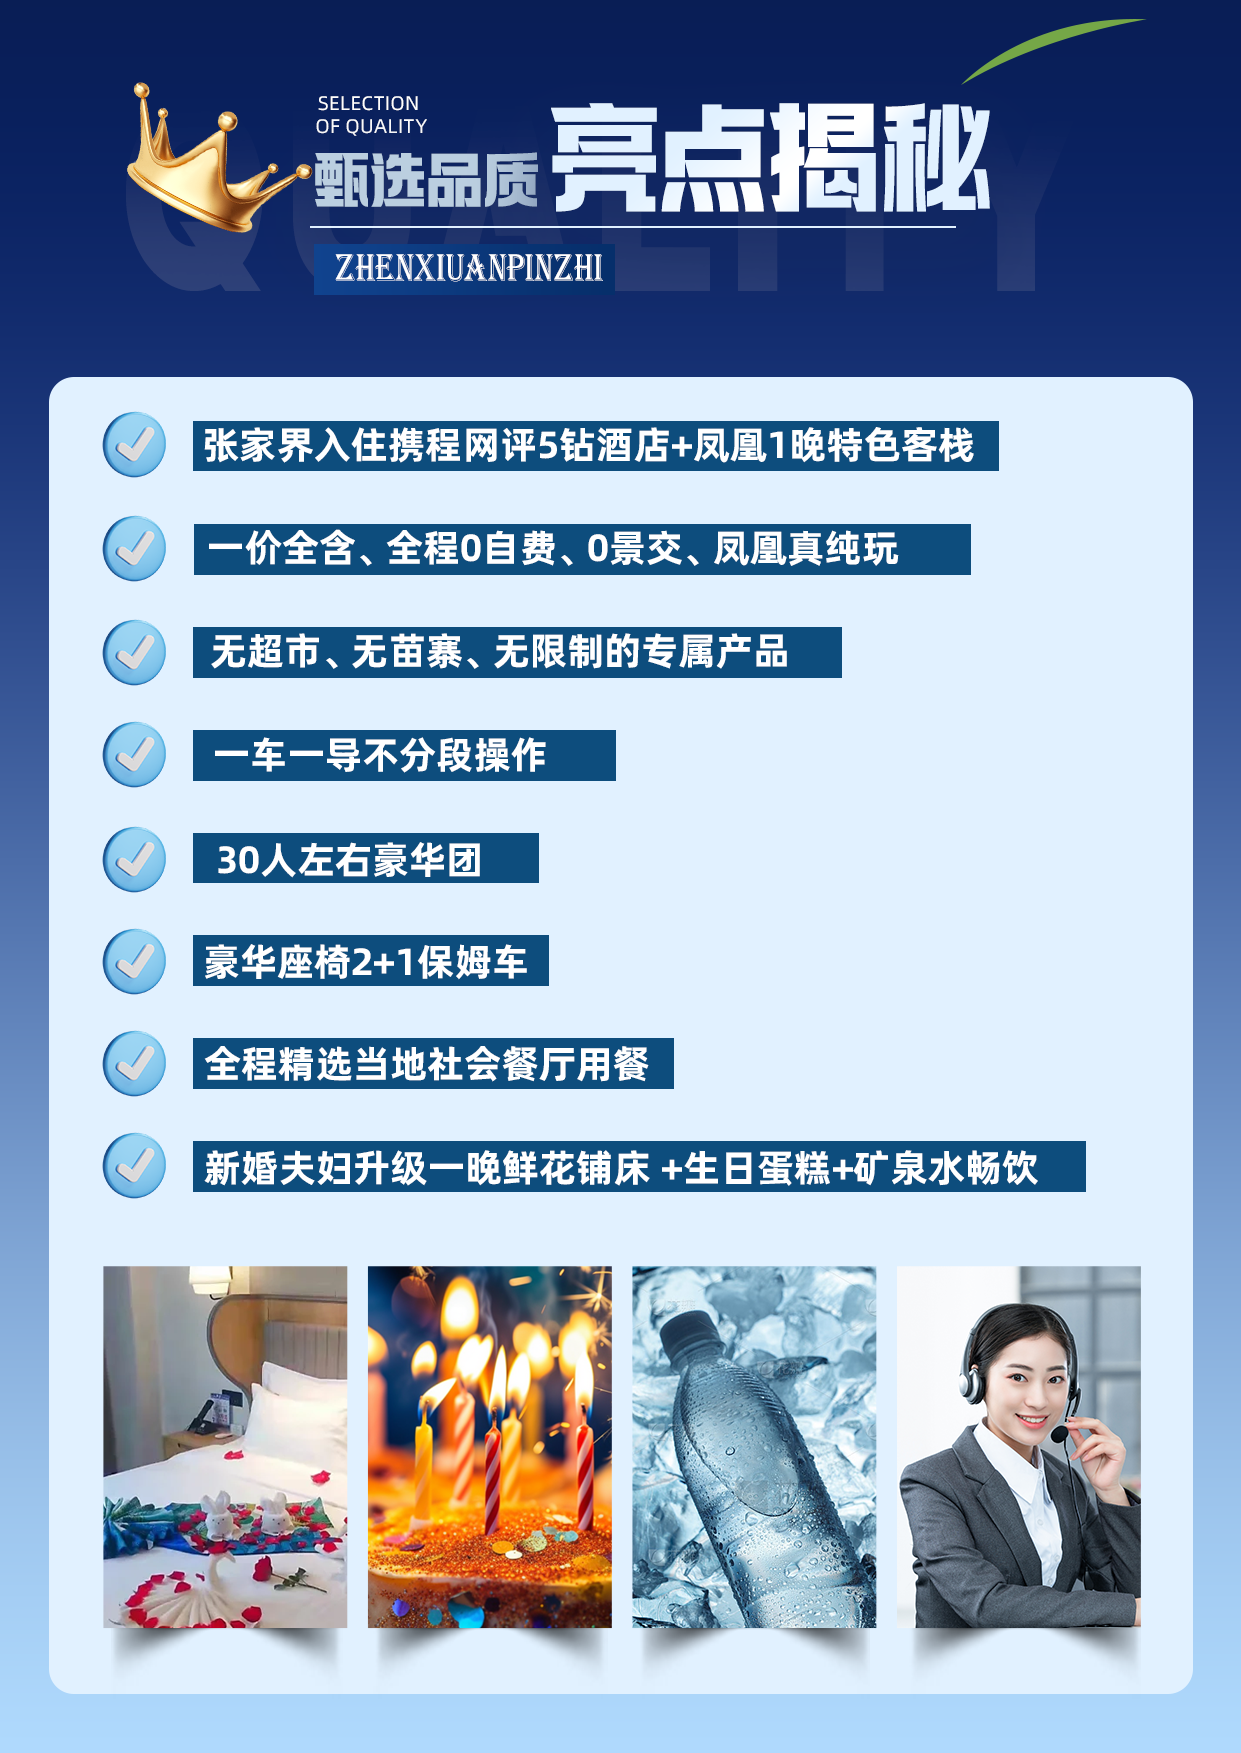 SELECTION
OF QUALITY
甄选品质 亮点揭秘
QUALITY
ZHENXIUANPINZHI
张家界入住携程网评5钻酒店+凤凰1晚特色客栈
一价全含、全程0自费、0景交、凤凰真纯玩
无超市、无苗寨、无限制的专属产品
一车一导不分段操作
30人左右豪华团
豪华座椅2+1保姆车
全程精选当地社会餐厅用餐
新婚夫妇升级一晚鲜花铺床 +生日蛋糕+矿泉水畅饮